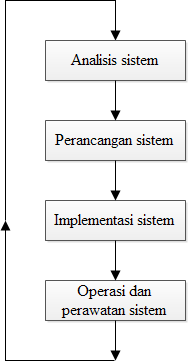 Analisis sistem
Perancangan sistem
Implementasi sistem
Operasi dan
perawatan sistem